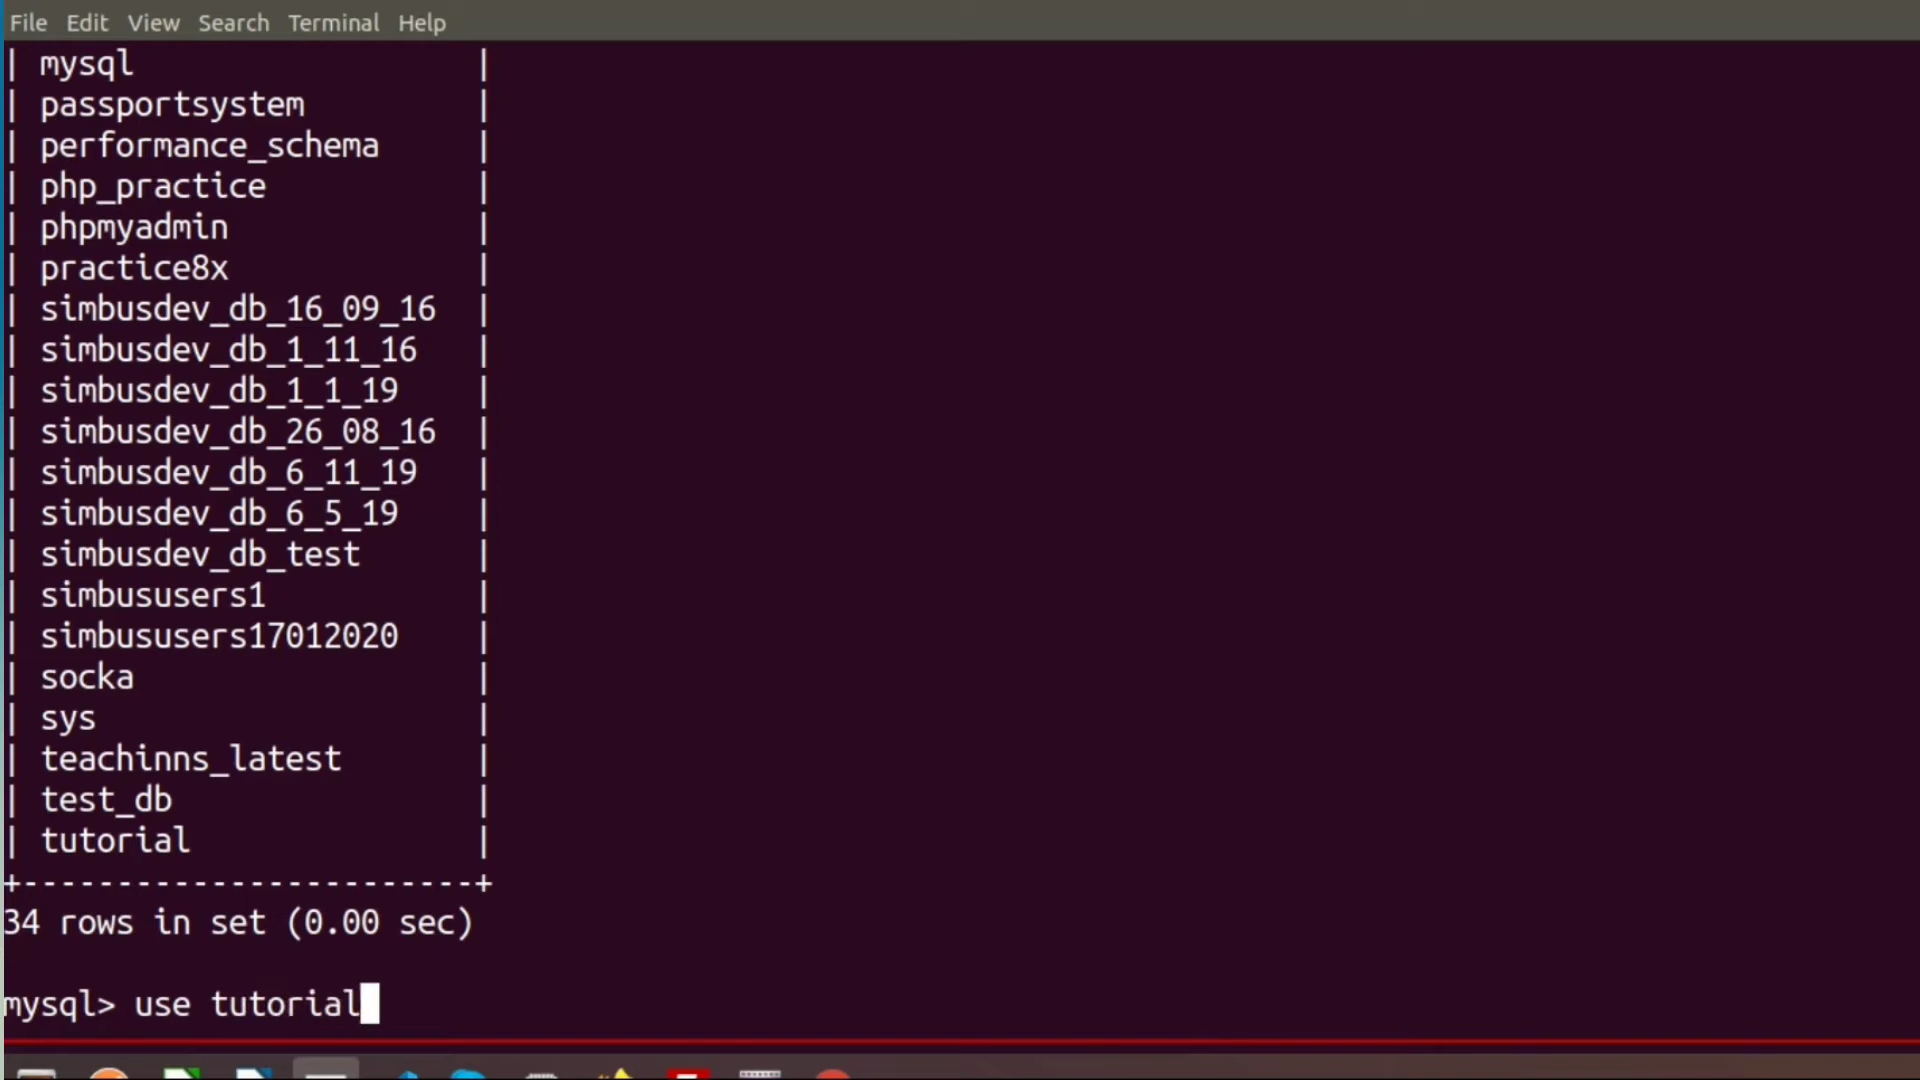 File Edit View Search Terminal Help
| mysql |
| passportsystem |
| performance_schema |
| php_practice |
| phpmyadmin |
| practice8x |
| simbusdev_db_16_09_16 |
| simbusdev_db_1_11_16 |
| simbusdev_db_1_1_19 |
| simbusdev_db_26_08_16 |
| simbusdev_db_6_11_19 |
| simbusdev_db_6_5_19 |
| simbusdev_db_test |
| simbususers1 |
| simbususers17012020 |
| socka |
| sys |
| teachinns_latest |
| test_db |
| tutorial |
+------------------------+
34 rows in set (0.00 sec)
mysql> use tutorial